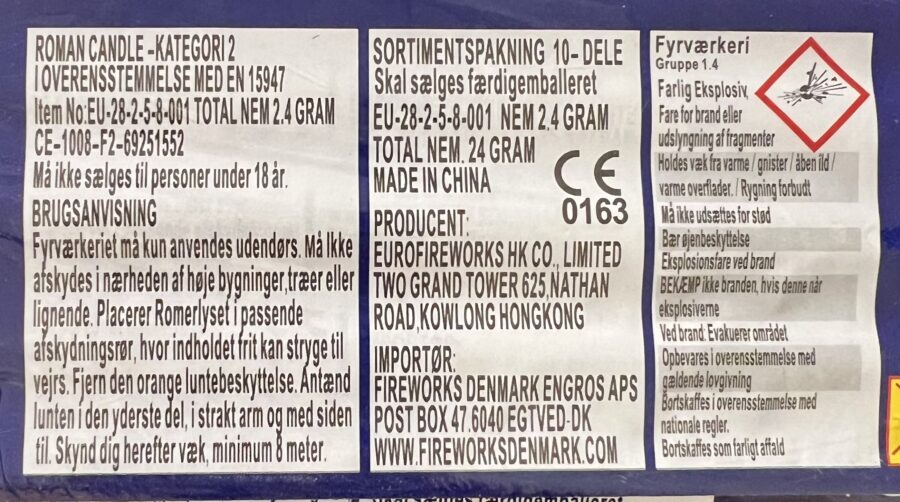 ROMAN CANDLE -KATEGORI 2
I OVERENSSTEMMELSE MED EN 15947
Item No:EU-28-2-5-8-001 TOTAL NEM 2.4 GRAM
CE-1008-F2-69251552
Må ikke sælges til personer under 18 år.
BRUGSANVISNING
Fyrværkeriet må kun anvendes udendørs. Må Ikke
afskydes i nærheden af høje bygninger,træer eller
lignende. Placerer Romerlyset i passende
afskydningsrør, hvor indholdet frit kan stryge til
vejrs. Fjern den orange luntebeskyttelse. Antænd
lunten i den yderste del, i strakt arm og med siden
til. Skynd dig herefter væk, minimum 8 meter.
SORTIMENTSPAKNING 10- DELE
Skal sælges færdigemballeret
EU-28-2-5-8-001 NEM 2,4 GRAM
TOTAL NEM. 24 GRAM
MADE IN CHINA
CE
0163
PRODUCENT:
EUROFIREWORKS HK CO., LIMITED
TWO GRAND TOWER 625,NATHAN
ROAD,KOWLONG HONGKONG
IMPORTØR:
FIREWORKS DENMARK ENGROS APS
POST BOX 47.6040 EGTVED-DK
WWW.FIREWORKSDENMARK.COM
Fyrværkeri
Gruppe 1.4
Farlig Eksplosiv,
Fare for brand eller
udslyngning af fragmenter
Holdes væk fra varme / gnister / åben ild /
varme overflader. / Rygning forbudt
Må ikke udsættes for stød
Bær øjenbeskyttelse
Eksplosionsfare ved brand
BEKÆMP ikke branden, hvis denne når
eksplosiverne
Ved brand: Evakuerer området
Opbevares i overensstemmelse med
gældende lovgivning
Bortskaffes i overensstemmelse med
nationale regler.
Bortskaffes som farligt affald
færdigemballeret